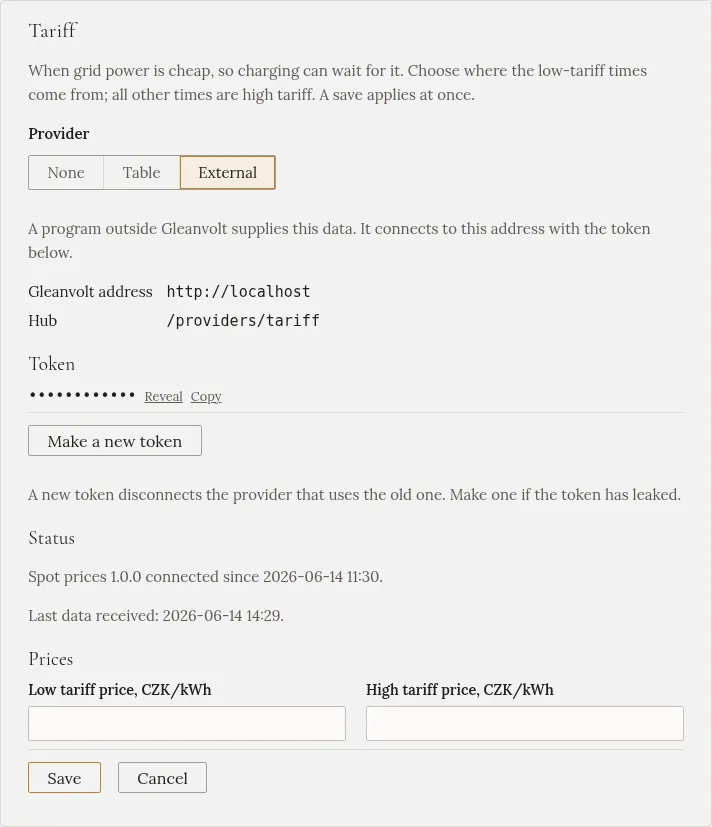 Tariff
When grid power is cheap, so charging can wait for it. Choose where the low-tariff times
come from; all other times are high tariff. A save applies at once.
Provider
None Table External
A program outside Gleanvolt supplies this data. It connects to this address with the token
below.
Gleanvolt address http://localhost
Hub /providers/tariff
Token
•••••••••••• Reveal Copy
Make a new token
A new token disconnects the provider that uses the old one. Make one if the token has leaked.
Status
Spot prices 1.0.0 connected since 2026-06-14 11:30.
Last data received: 2026-06-14 14:29.
Prices
Low tariff price, CZK/kWh High tariff price, CZK/kWh
Save Cancel